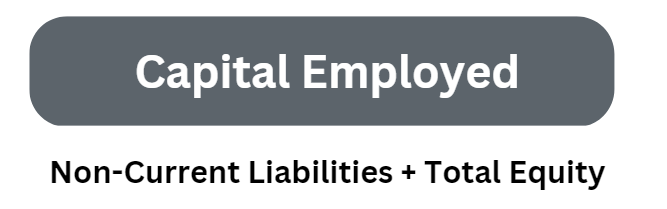 Capital Employed
Non-Current Liabilities + Total Equity